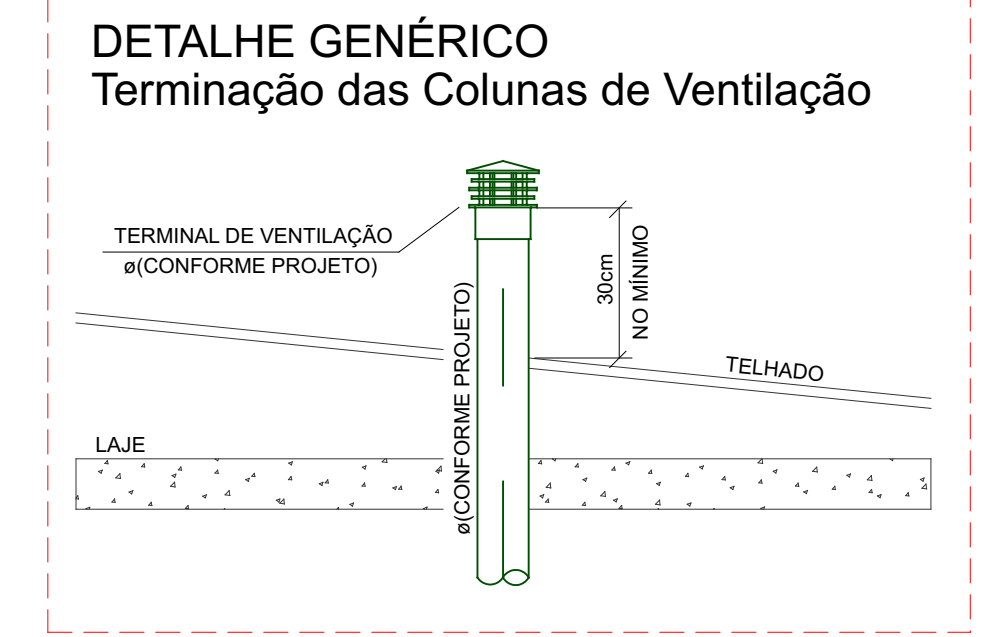 DETALHE GENÉRICO
Terminação das Colunas de Ventilação
TERMINAL DE VENTILAÇÃO
ø(CONFORME PROJETO)
30cm
NO MÍNIMO
ø(CONFORME PROJETO)
TELHADO
LAJE